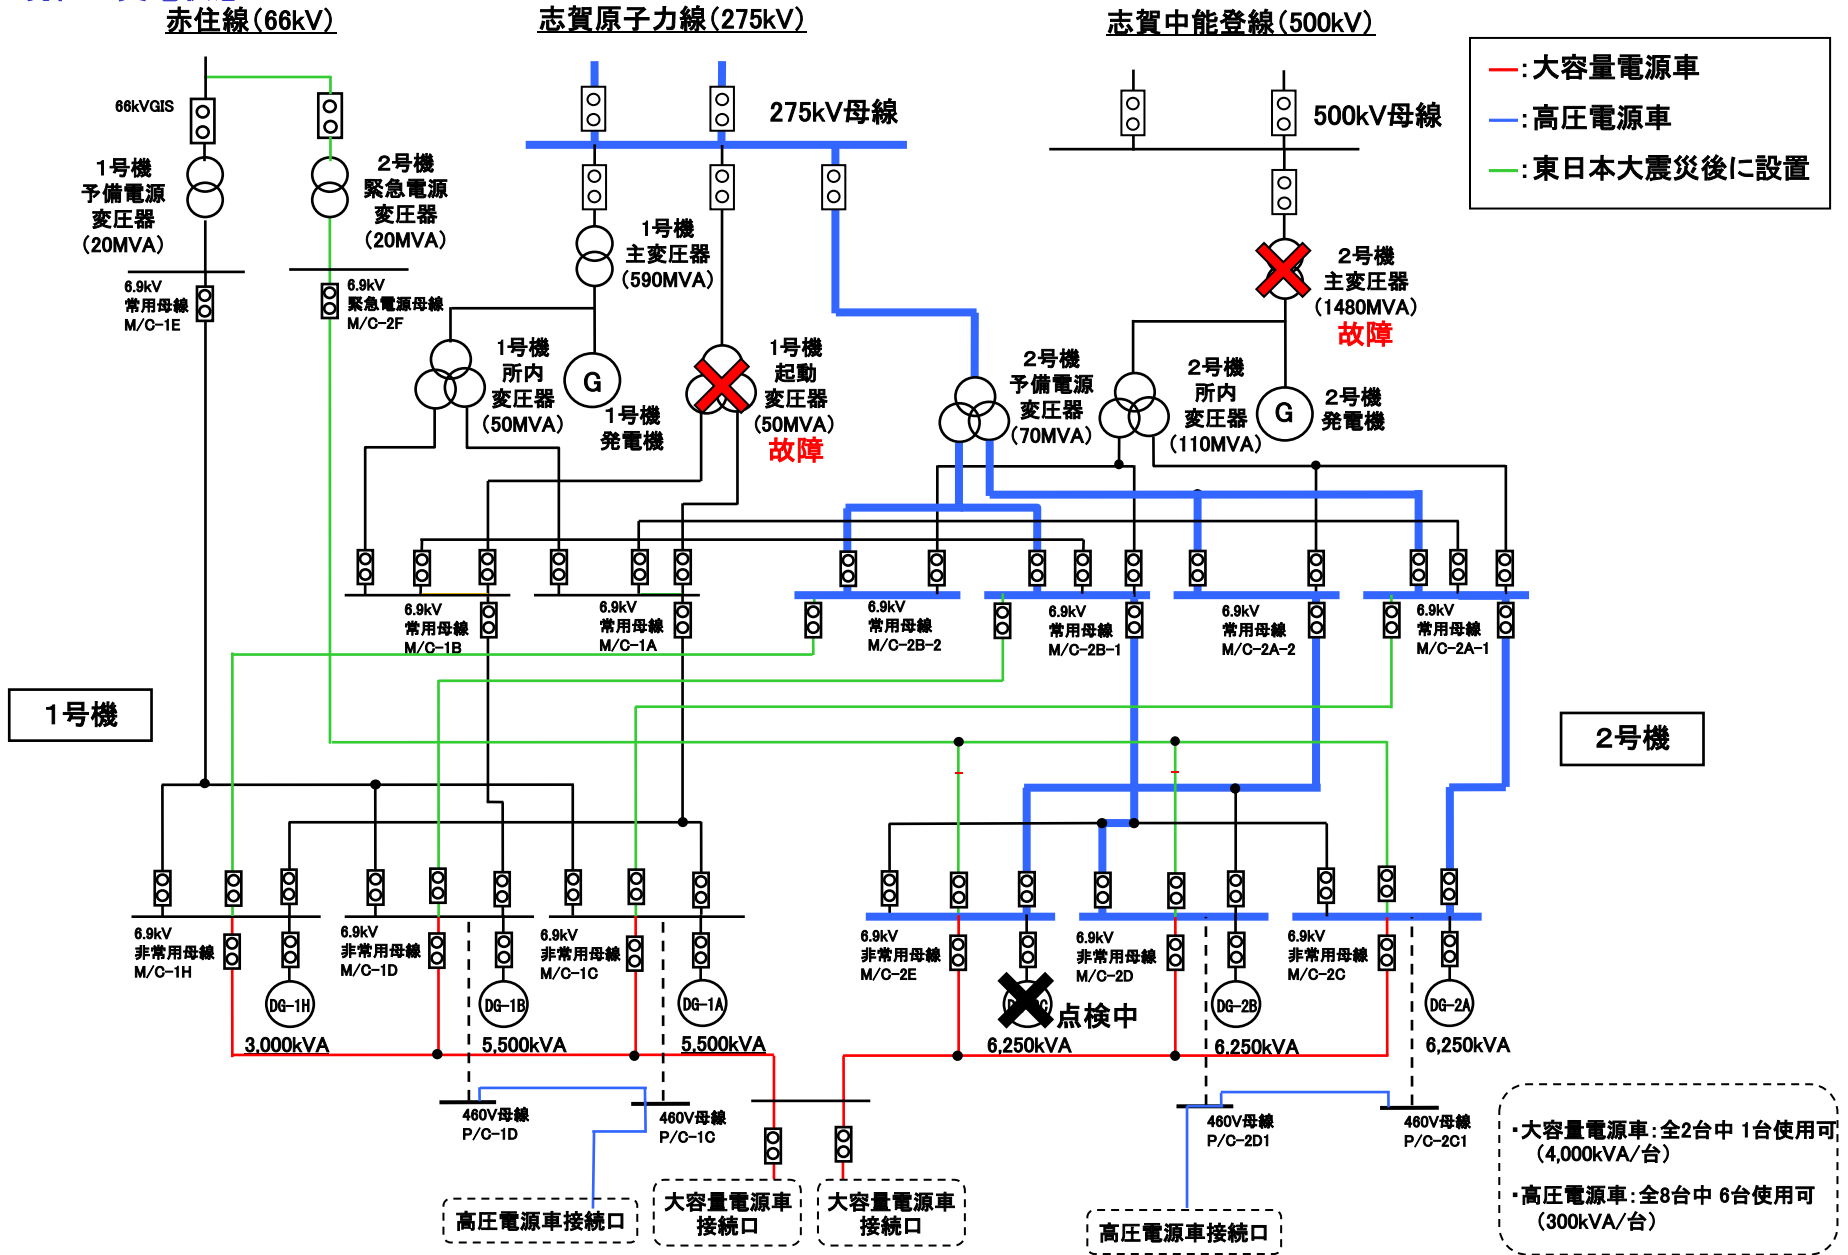 赤住線(66kV)
志賀原子力線(275kV)
志賀中能登線(500kV)
:大容量電源車
:高圧電源車
:東日本大震災後に設置
66kVGIS
275kV母線
500kV母線
1号機
予備電源
変圧器
(20MVA)
2号機
緊急電源
変圧器
(20MVA)
1号機
主変圧器
(590MVA)
2号機
主変圧器
(1480MVA)
故障
6.9kV
常用母線
M/C-1E
6.9kV
緊急電源母線
M/C-2F
1号機
所内
変圧器
(50MVA)
G
1号機
発電機
1号機
起動
変圧器
(50MVA)
故障
2号機
予備電源
変圧器
(70MVA)
2号機
所内
変圧器
(110MVA)
G
2号機
発電機
6.9kV
常用母線
M/C-1B
6.9kV
常用母線
M/C-1A
6.9kV
常用母線
M/C-2B-2
6.9kV
常用母線
M/C-2B-1
6.9kV
常用母線
M/C-2A-2
6.9kV
常用母線
M/C-2A-1
1号機
2号機
6.9kV
非常用母線
M/C-1H
6.9kV
非常用母線
M/C-1D
6.9kV
非常用母線
M/C-1C
6.9kV
非常用母線
M/C-2E
6.9kV
非常用母線
M/C-2D
6.9kV
非常用母線
M/C-2C
DG-1H
3,000kVA
DG-1B
5,500kVA
DG-1A
5,500kVA
点検中
6,250kVA
DG-2B
6,250kVA
DG-2A
6,250kVA
460V母線
P/C-1D
460V母線
P/C-1C
460V母線
P/C-2D1
460V母線
P/C-2C1
高圧電源車接続口
大容量電源車
接続口
大容量電源車
接続口
高圧電源車接続口
・大容量電源車:全2台中 1台使用可
(4,000kVA/台)
・高圧電源車:全8台中 6台使用可
(300kVA/台)